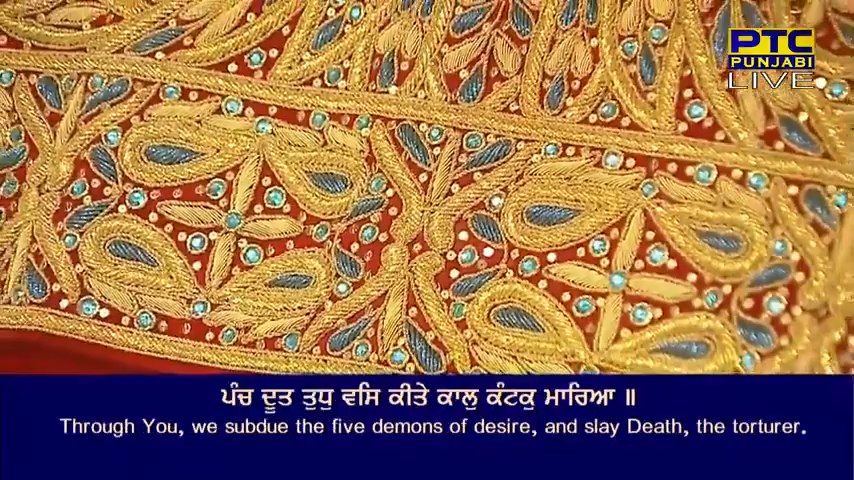 PTC
PUNJABI
LIVE
ਪੰਚ ਦੂਤ ਤੁਧੁ ਵਸਿ ਕੀਤੇ ਕਾਲੁ ਕੰਟਕੁ ਮਾਰਿਆ ॥
Through You, we subdue the five demons of desire, and slay Death, the torturer.